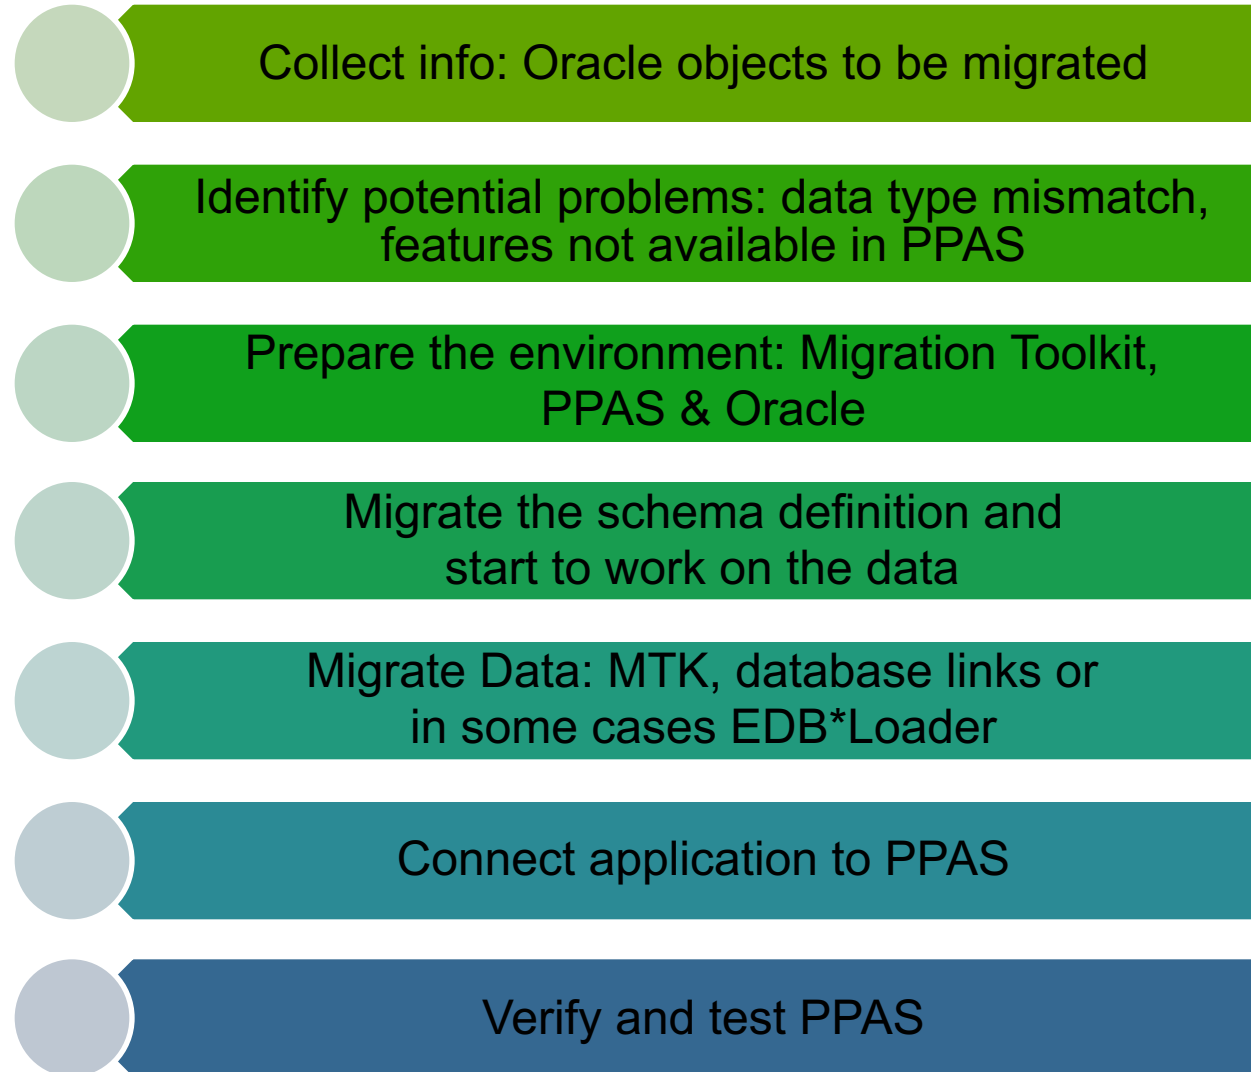 Collect info: Oracle objects to be migrated
Identify potential problems: data type mismatch,
features not available in PPAS
Prepare the environment: Migration Toolkit,
PPAS & Oracle
Migrate the schema definition and
start to work on the data
Migrate Data: MTK, database links or
in some cases EDB*Loader
Connect application to PPAS
Verify and test PPAS